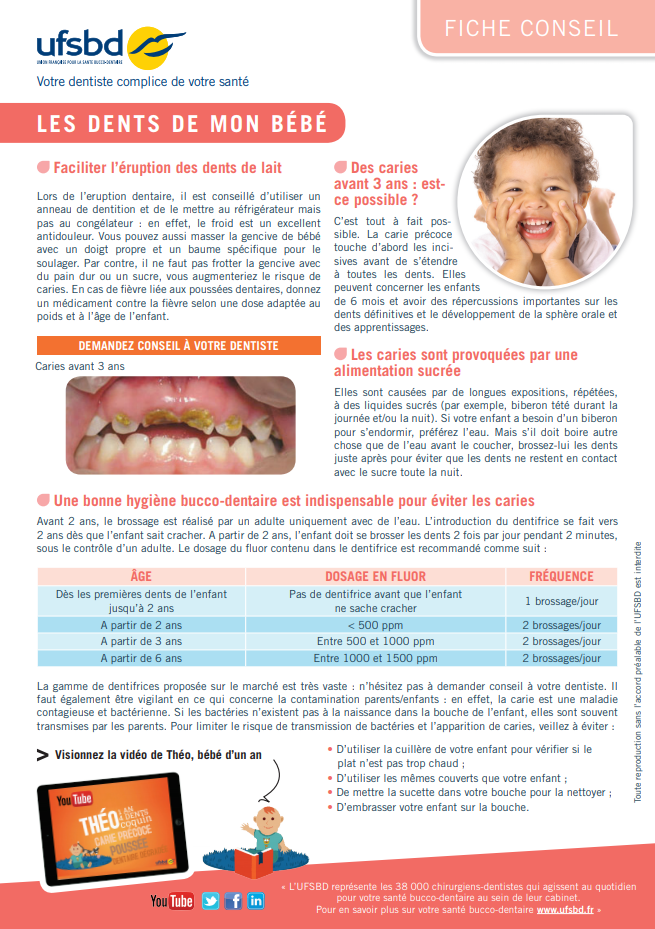 ufsbd
UNION FRANÇAISE POUR LA SANTÉ BUCCO-DENTAIRE
Votre dentiste complice de votre santé
FICHE CONSEIL
LES DENTS DE MON BÉBÉ
Faciliter l'éruption des dents de lait
Lors de l'eruption dentaire, il est conseillé d'utiliser un
anneau de dentition et de le mettre au réfrigérateur mais
pas au congélateur : en effet, le froid est un excellent
antidouleur. Vous pouvez aussi masser la gencive de bébé
avec un doigt propre et un baume spécifique pour le
soulager. Par contre, il ne faut pas frotter la gencive avec
du pain dur ou un sucre, vous augmenteriez le risque de
caries. En cas de fièvre liée aux poussées dentaires, donnez
un médicament contre la fièvre selon une dose adaptée au
poids et à l'âge de l'enfant.
DEMANDEZ CONSEIL À VOTRE DENTISTE
Caries avant 3 ans
Des caries
avant 3 ans : est-
ce possible ?
C'est tout à fait pos-
sible. La carie précoce
touche d'abord les inci-
sives avant de s'étendre
à toutes les dents. Elles
peuvent concerner les enfants
de 6 mois et avoir des répercussions importantes sur les
dents définitives et le développement de la sphère orale et
des apprentissages.
Les caries sont provoquées par une
alimentation sucrée
Elles sont causées par de longues expositions, répétées,
à des liquides sucrés (par exemple, biberon tété durant la
journée et/ou la nuit). Si votre enfant a besoin d'un biberon
pour s'endormir, préférez l'eau. Mais s'il doit boire autre
chose que de l'eau avant le coucher, brossez-lui les dents
juste après pour éviter que les dents ne restent en contact
avec le sucre toute la nuit.
Une bonne hygiène bucco-dentaire est indispensable pour éviter les caries
Avant 2 ans, le brossage est réalisé par un adulte uniquement avec de l'eau. L'introduction du dentifrice se fait vers
2 ans dès que l'enfant sait cracher. A partir de 2 ans, l'enfant doit se brosser les dents 2 fois par jour pendant 2 minutes,
sous le contrôle d'un adulte. Le dosage du fluor contenu dans le dentifrice est recommandé comme suit :
ÂGE DOSAGE EN FLUOR FRÉQUENCE
Dès les premières dents de l'enfant
jusqu'à 2 ans
Pas de dentifrice avant que l'enfant
ne sache cracher
1 brossage/jour
A partir de 2 ans < 500 ppm 2 brossages/jour
A partir de 3 ans Entre 500 et 1000 ppm 2 brossages/jour
A partir de 6 ans Entre 1000 et 1500 ppm 2 brossages/jour
La gamme de dentifrices proposée sur le marché est très vaste : n'hésitez pas à demander conseil à votre dentiste. Il
faut également être vigilant en ce qui concerne la contamination parents/enfants : en effet, la carie est une maladie
contagieuse et bactérienne. Si les bactéries n'existent pas à la naissance dans la bouche de l'enfant, elles sont souvent
transmises par les parents. Pour limiter le risque de transmission de bactéries et l'apparition de caries, veillez à éviter :
> Visionnez la vidéo de Théo, bébé d'un an
• D'utiliser la cuillère de votre enfant pour vérifier si le
plat n'est pas trop chaud ;
• D'utiliser les mêmes couverts que votre enfant ;
• De mettre la sucette dans votre bouche pour la nettoyer ;
• D'embrasser votre enfant sur la bouche.
YouTube
THÉO
coquin
CARIE PRÉCOCE
POUSSÉE
ufsbd
YouTube
« L'UFSBD représente les 38 000 chirurgiens-dentistes qui agissent au quotidien
pour votre santé bucco-dentaire au sein de leur cabinet.
Pour en savoir plus sur votre santé bucco-dentaire www.ufsbd.fr »
Toute reproduction sans l'accord préalable de l'UFSBD est interdite